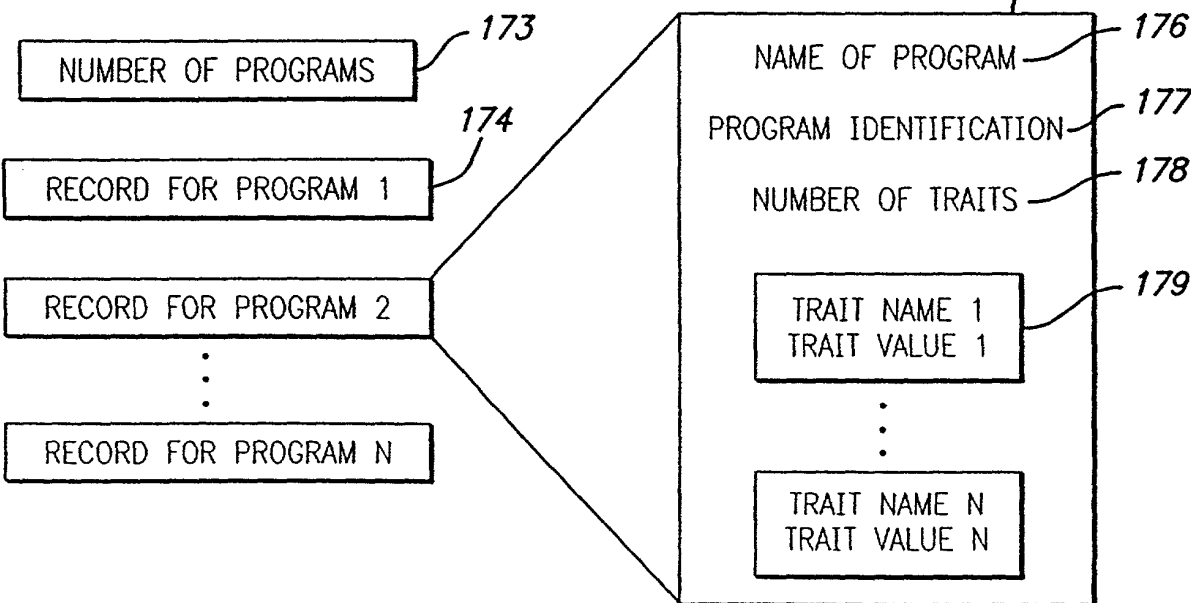 173
NUMBER OF PROGRAMS
174
RECORD FOR PROGRAM 1
RECORD FOR PROGRAM 2
RECORD FOR PROGRAM N
176
NAME OF PROGRAM
177
PROGRAM IDENTIFICATION
178
NUMBER OF TRAITS
179
TRAIT NAME 1
TRAIT VALUE 1
TRAIT NAME N
TRAIT VALUE N